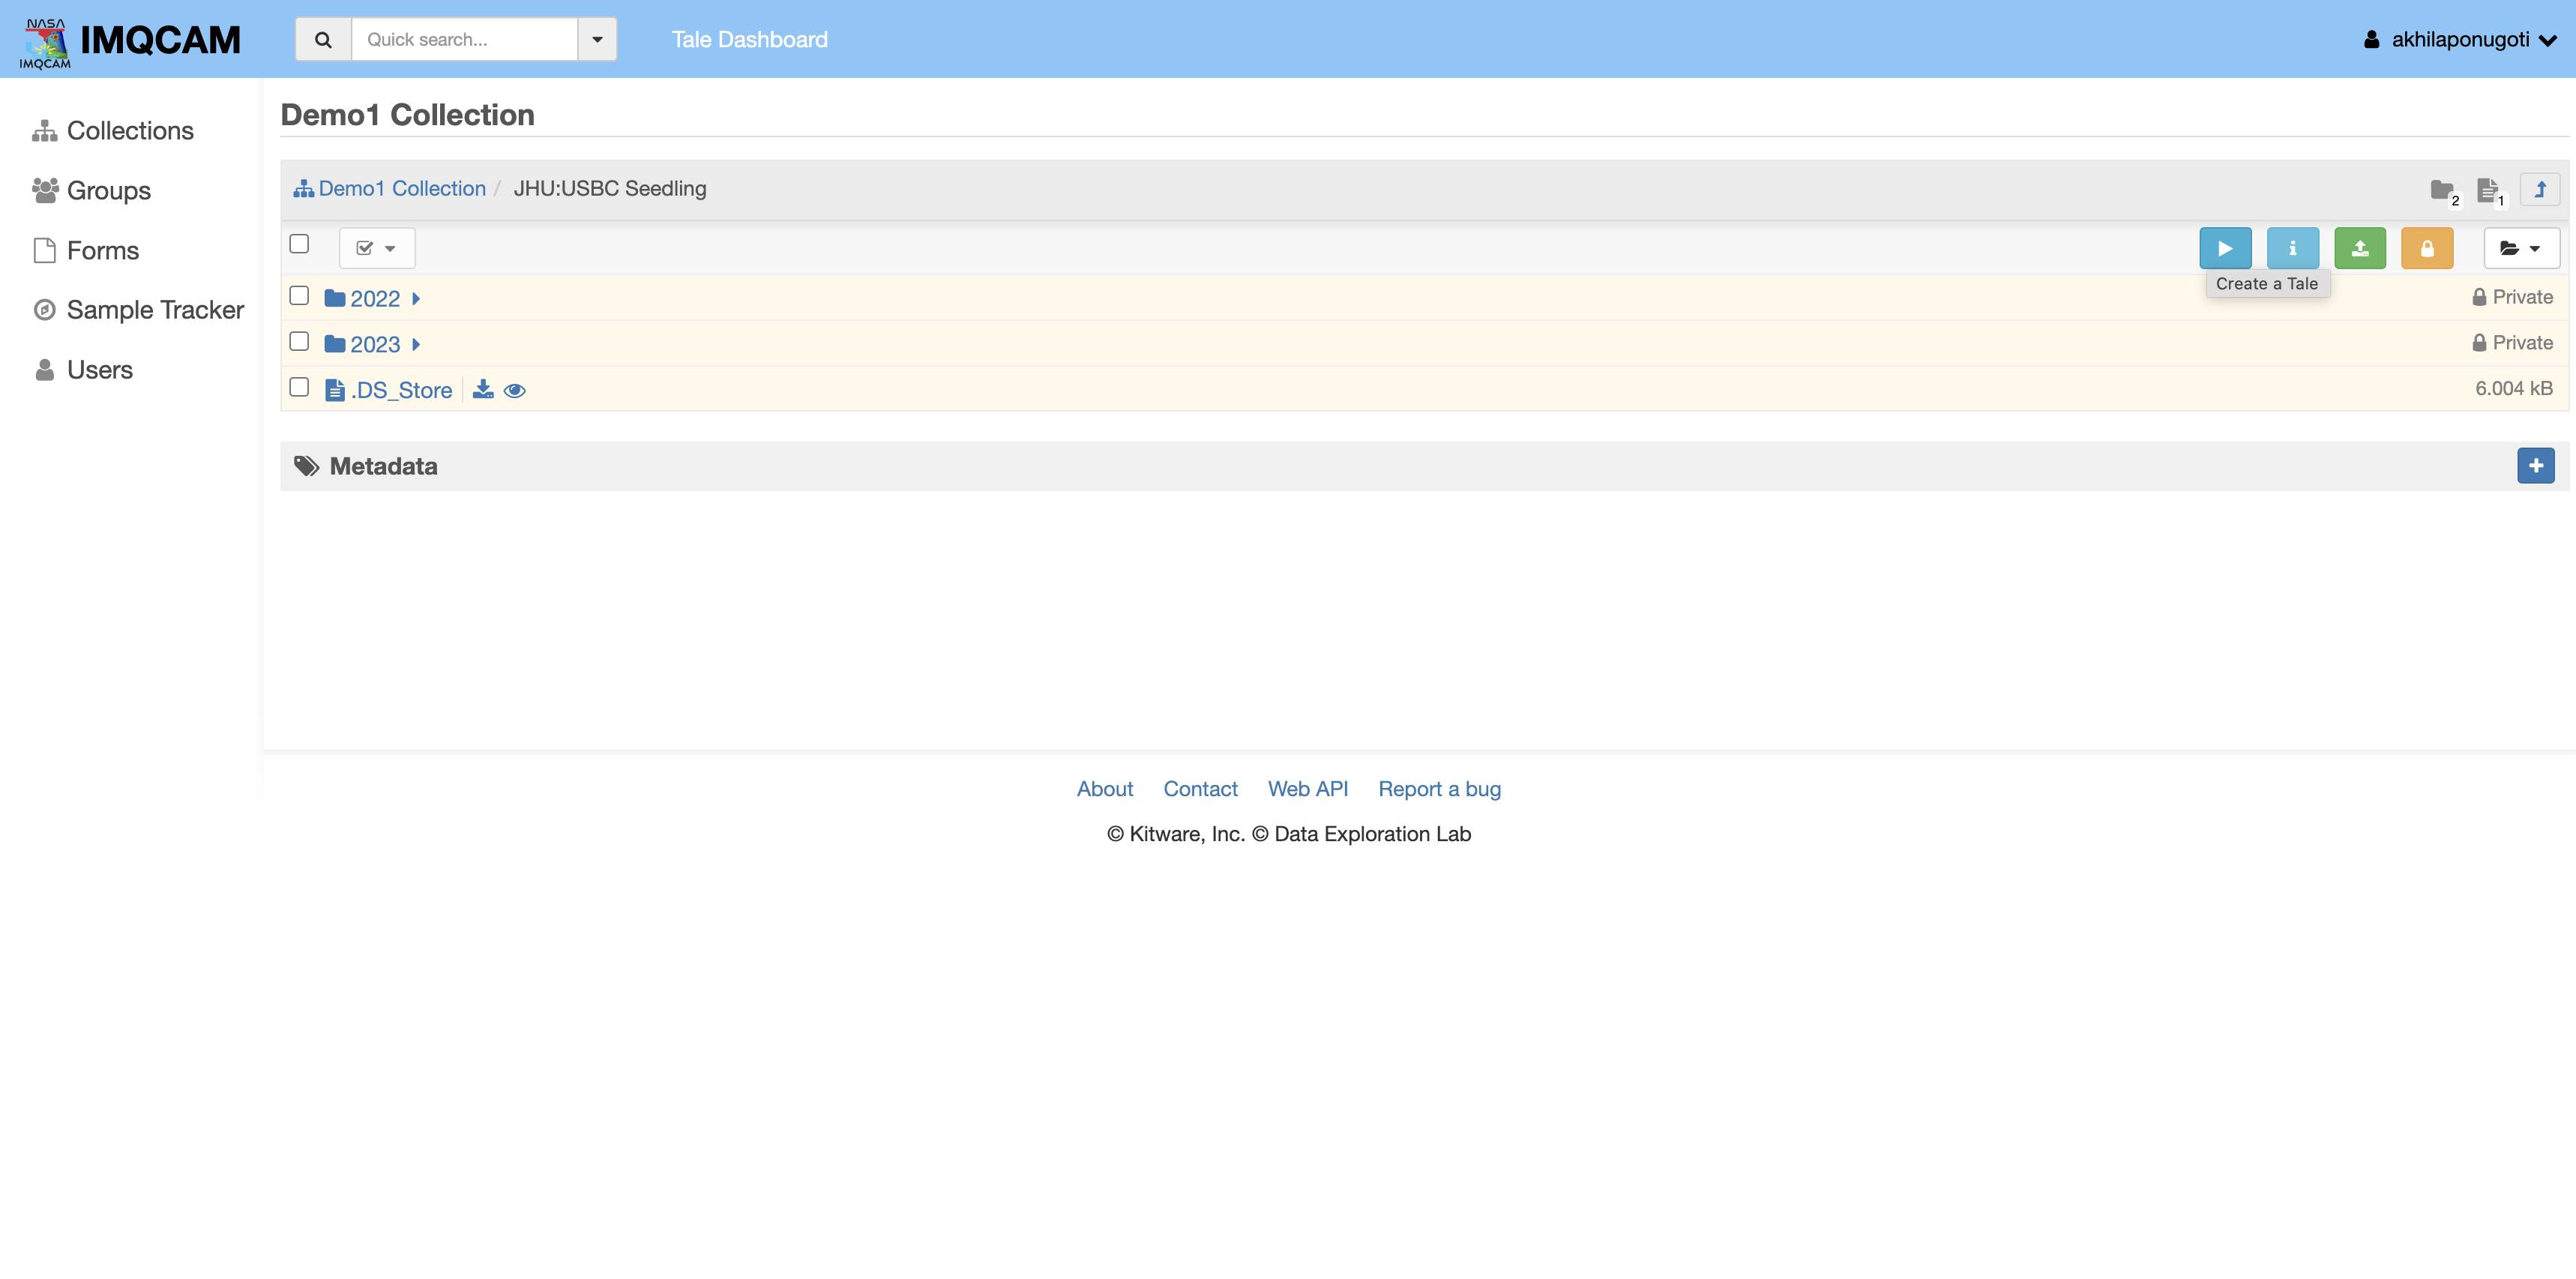 NASA
IMQCAM
IMQCAM
Quick search...
Tale Dashboard
akhilaponugoti
Collections
Groups
Forms
Sample Tracker
Users
Demo1 Collection
Demo1 Collection / JHU:USBC Seedling
2 1
Create a Tale
2022 Private
2023 Private
.DS_Store 6.004 kB
Metadata
About Contact Web API Report a bug
© Kitware, Inc. © Data Exploration Lab